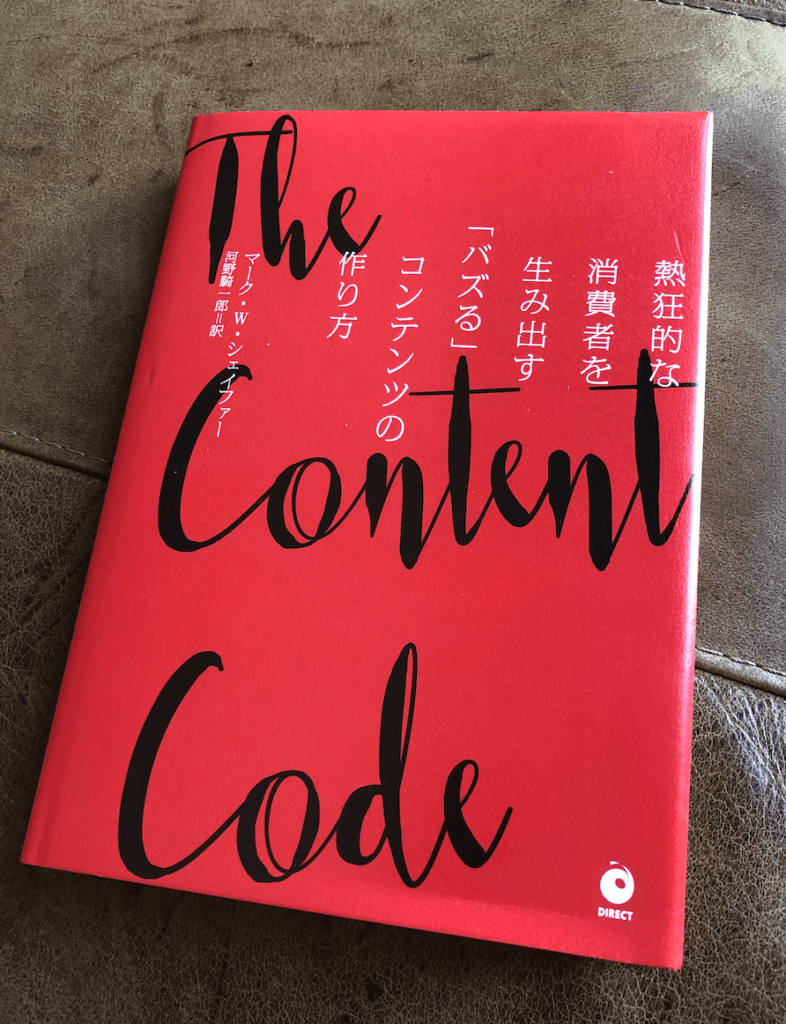 The
Content
Code
熱狂的な
消費者を
生み出す
「バズる」
コンテンツの
作り方
マーク・W・シェイファー
河野騎一郎=訳
DIRECT